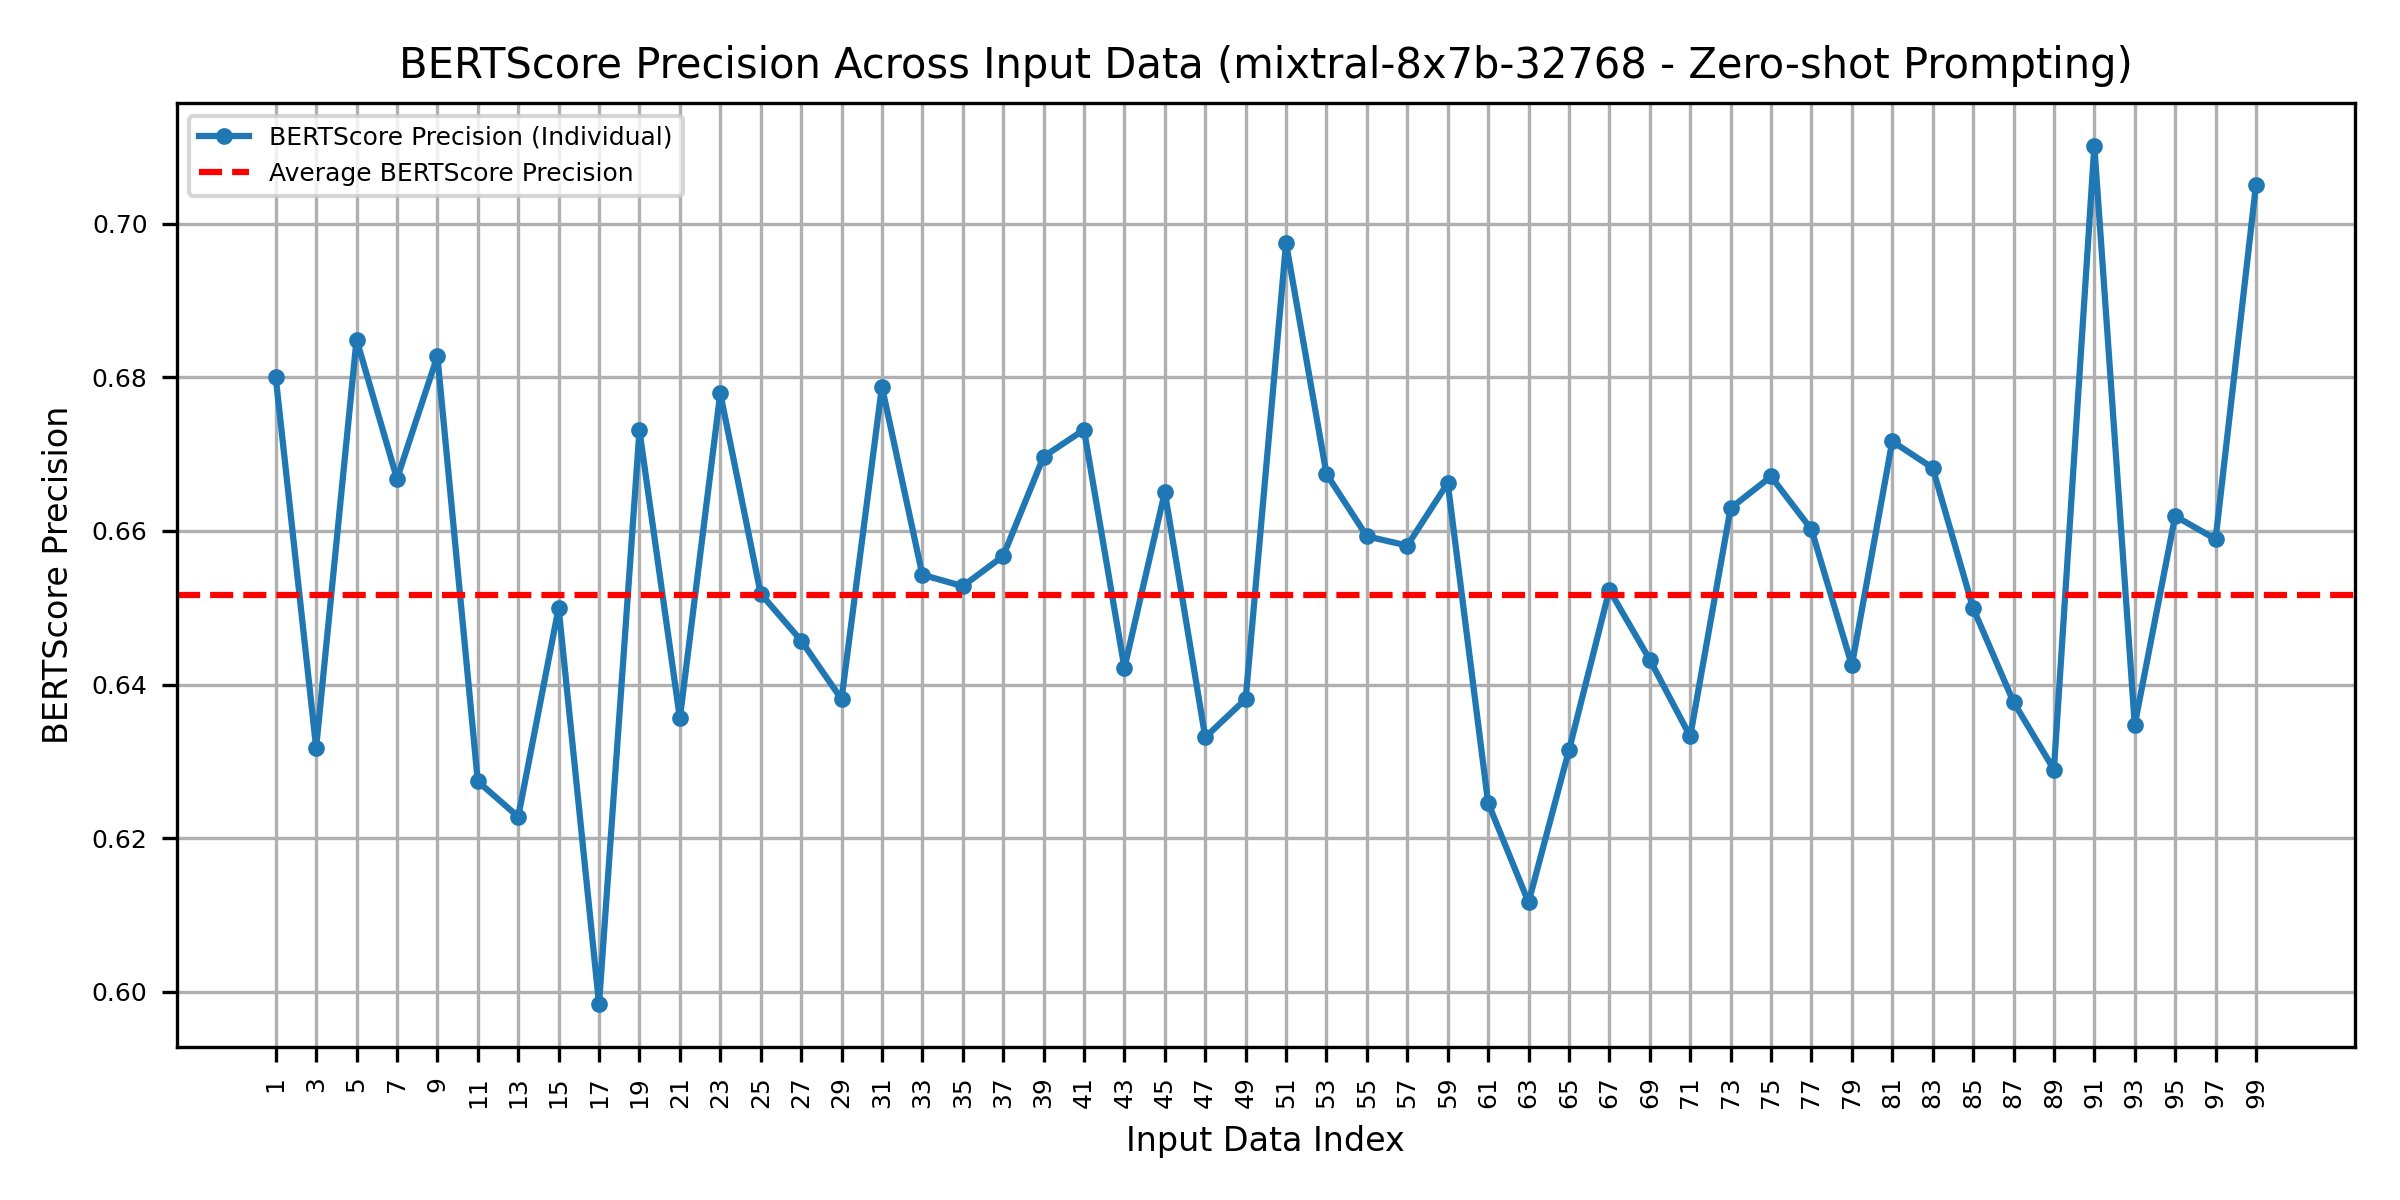 BERTScore Precision Across Input Data (mixtral-8x7b-32768 - Zero-shot Prompting)
BERTScore Precision (Individual)
Average BERTScore Precision
BERTScore Precision
0.70
0.68
0.66
0.64
0.62
0.60
1 3 5 7 9 11 13 15 17 19 21 23 25 27 29 31 33 35 37 39 41 43 45 47 49 51 53 55 57 59 61 63 65 67 69 71 73 75 77 79 81 83 85 87 89 91 93 95 97 99
Input Data Index